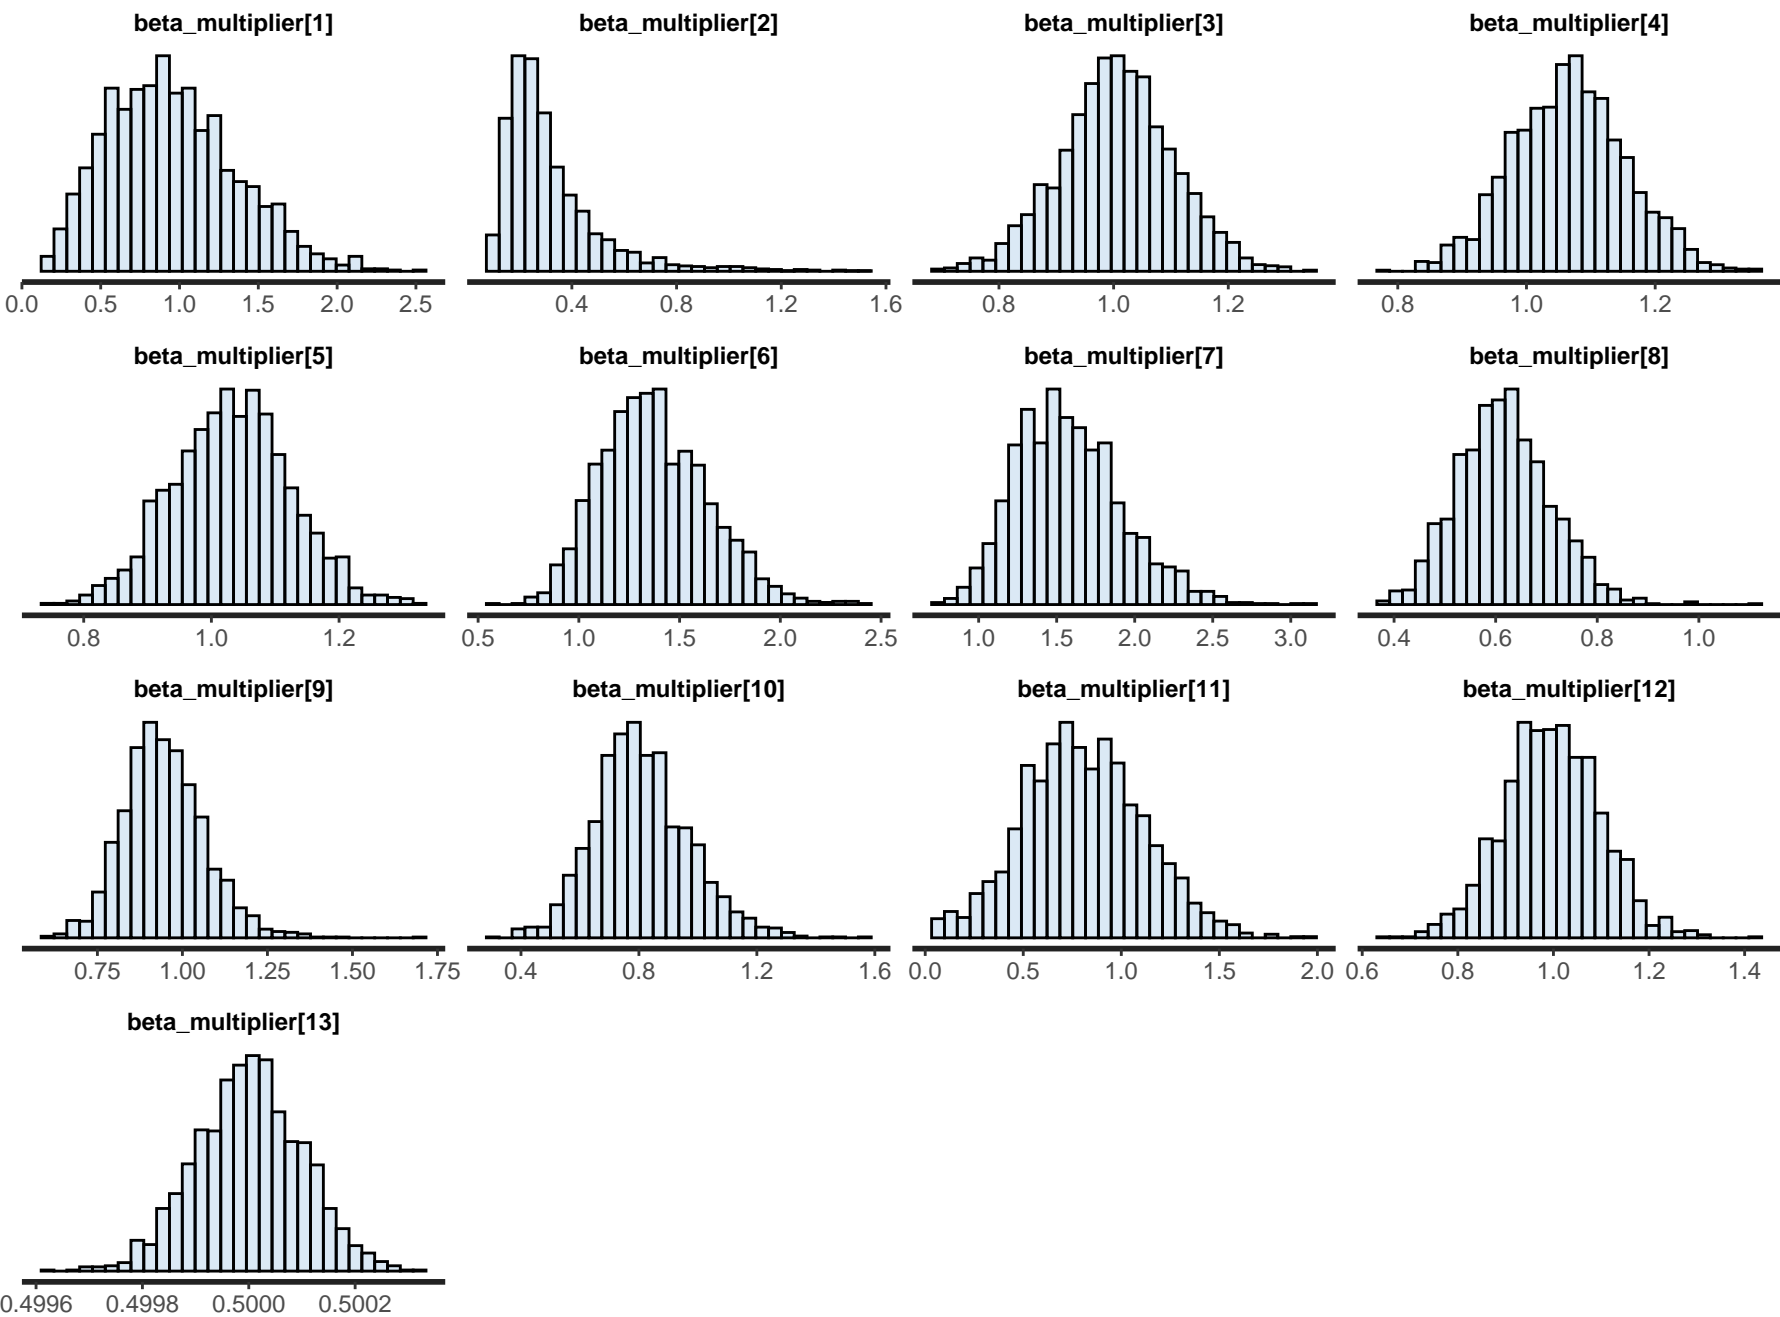 beta_multiplier[1] beta_multiplier[2] beta_multiplier[3] beta_multiplier[4]
0.0 0.5 1.0 1.5 2.0 2.5 0.4 0.8 1.2 1.6 0.8 1.0 1.2 0.8 1.0 1.2
beta_multiplier[5] beta_multiplier[6] beta_multiplier[7] beta_multiplier[8]
0.8 1.0 1.2 0.5 1.0 1.5 2.0 2.5 1.0 1.5 2.0 2.5 3.0 0.4 0.6 0.8 1.0
beta_multiplier[9] beta_multiplier[10] beta_multiplier[11] beta_multiplier[12]
0.75 1.00 1.25 1.50 1.75 0.4 0.8 1.2 1.6 0.0 0.5 1.0 1.5 2.0 0.6 0.8 1.0 1.2 1.4
beta_multiplier[13]
0.4996 0.4998 0.5000 0.5002